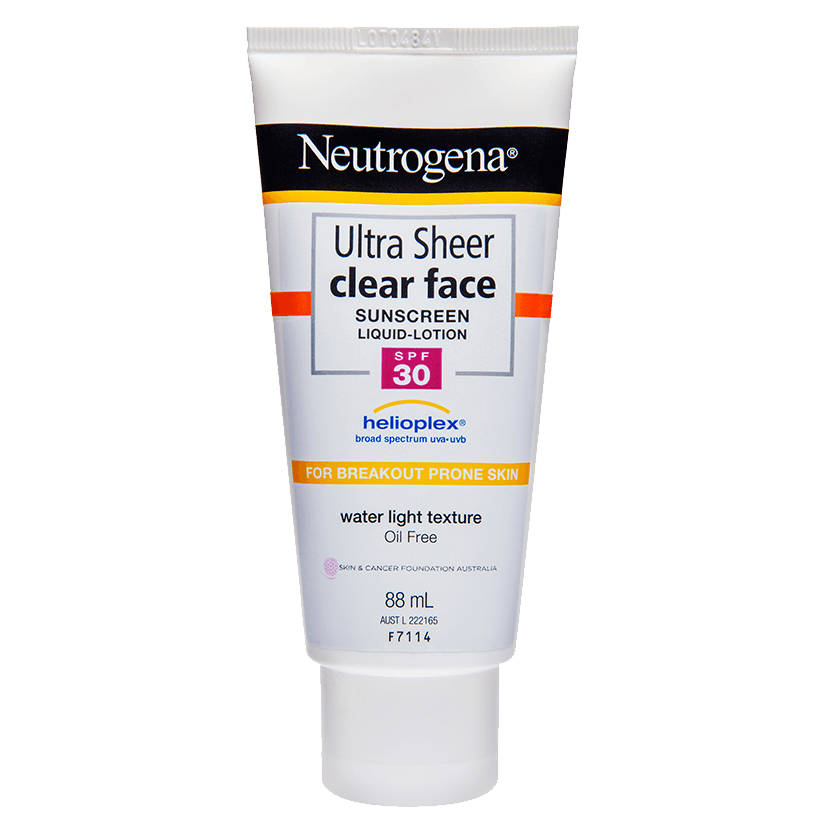 LOT0484Y
Neutrogena®
Ultra Sheer
clear face
SUNSCREEN
LIQUID-LOTION
SPF
30
helioplex®
broad spectrum uva•uvb
FOR BREAKOUT PRONE SKIN
water light texture
Oil Free
SKIN & CANCER FOUNDATION AUSTRALIA
88 mL
AUST L 222165
F7114